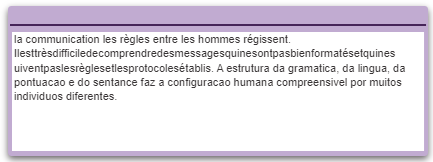 la communication les règles entre les hommes régissent.
Ilesttrèsdifficiledecomprendredesmessagesquinesontpasbienformatésetquines
uiventpaslesrèglesetlesprotocolesétablis. A estrutura da gramatica, da lingua, da
pontuacao e do sentance faz a configuracao humana compreensivel por muitos
individuos diferentes.